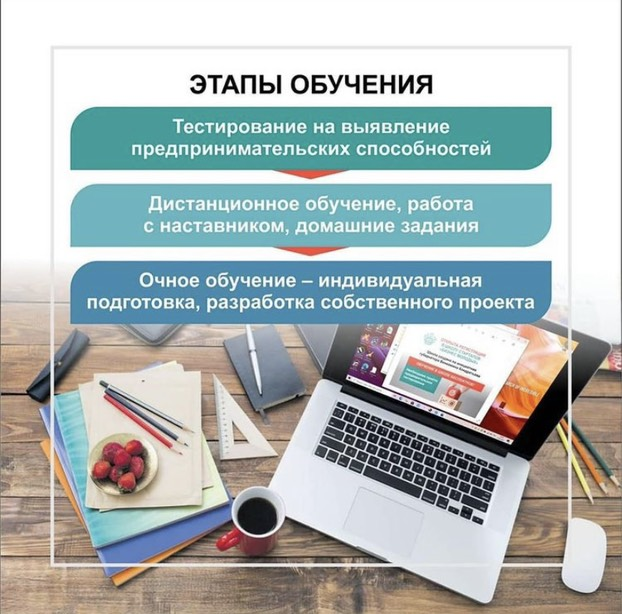 ЭТАПЫ ОБУЧЕНИЯ
Тестирование на выявление
предпринимательских способностей
Дистанционное обучение, работа
с наставником, домашние задания
Очное обучение – индивидуальная
подготовка, разработка собственного проекта